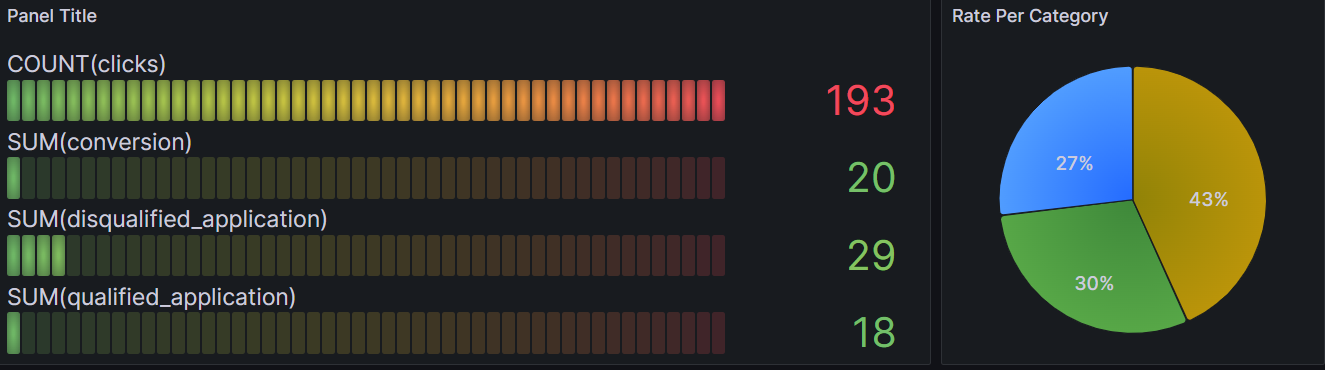 Panel Title
COUNT(clicks)
193
SUM(conversion)
20
SUM(disqualified_application)
29
SUM(qualified_application)
18
Rate Per Category
27%
43%
30%